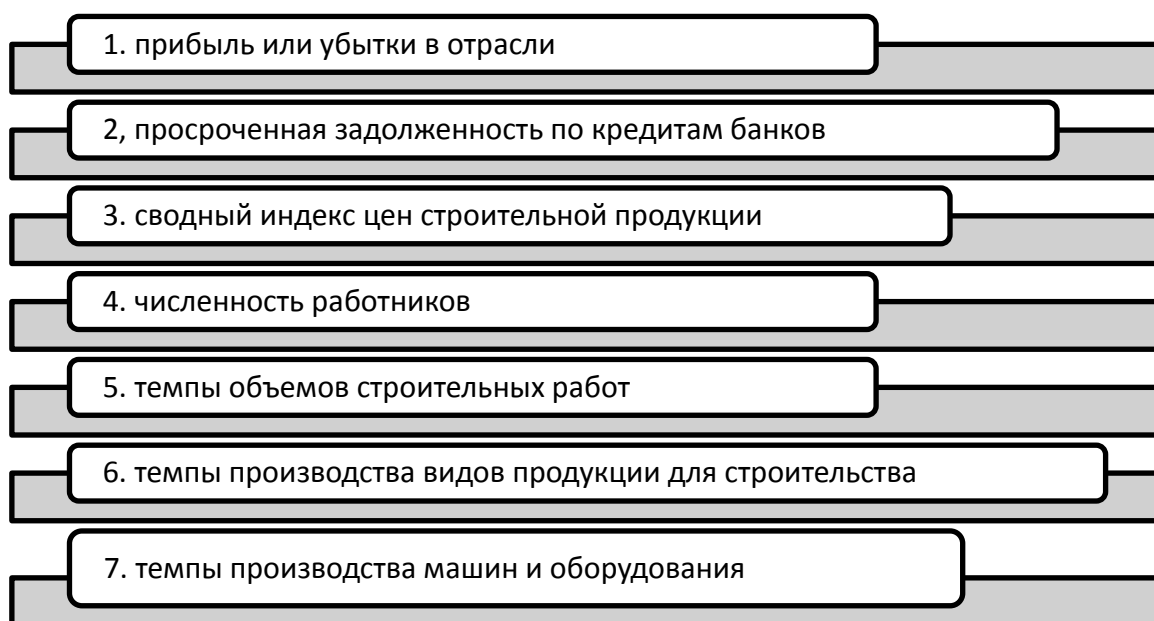 1. прибыль или убытки в отрасли
2, просроченная задолженность по кредитам банков
3. сводный индекс цен строительной продукции
4. численность работников
5. темпы объемов строительных работ
6. темпы производства видов продукции для строительства
7. темпы производства машин и оборудования